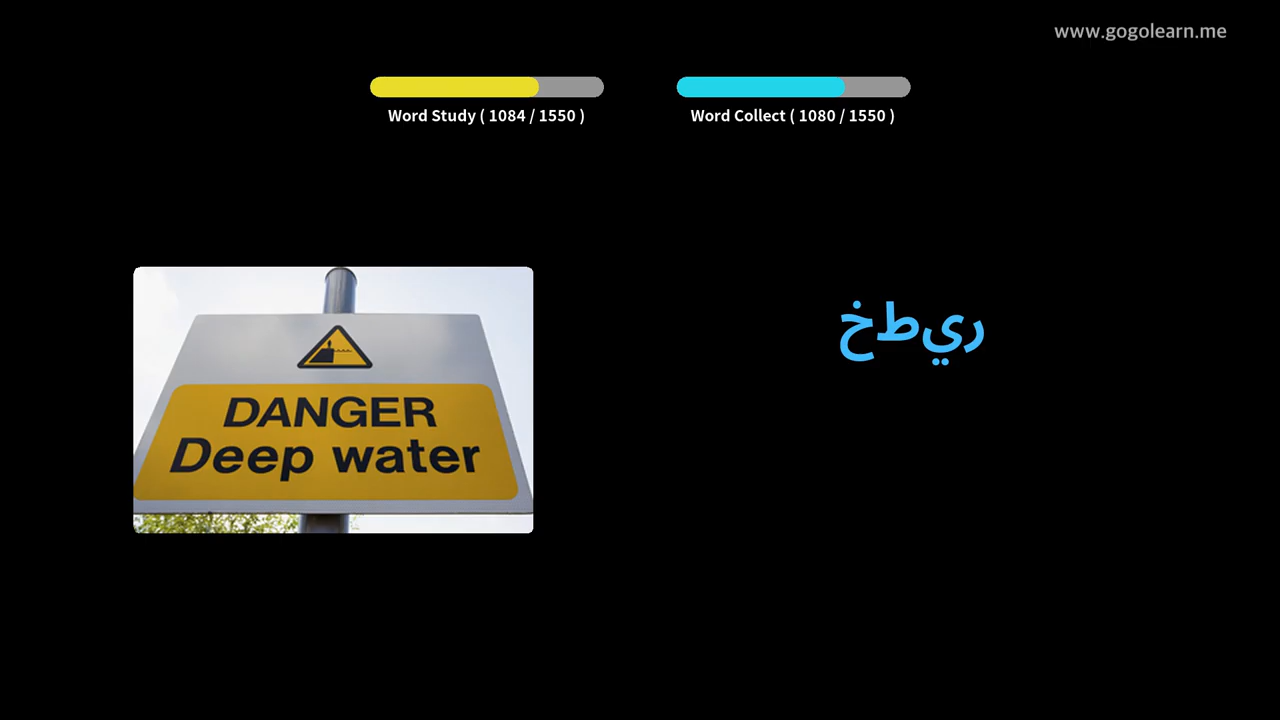 www.gogolearn.me
Word Study ( 1084 / 1550 )
Word Collect ( 1080 / 1550 )
ريطخ
DANGER
Deep water